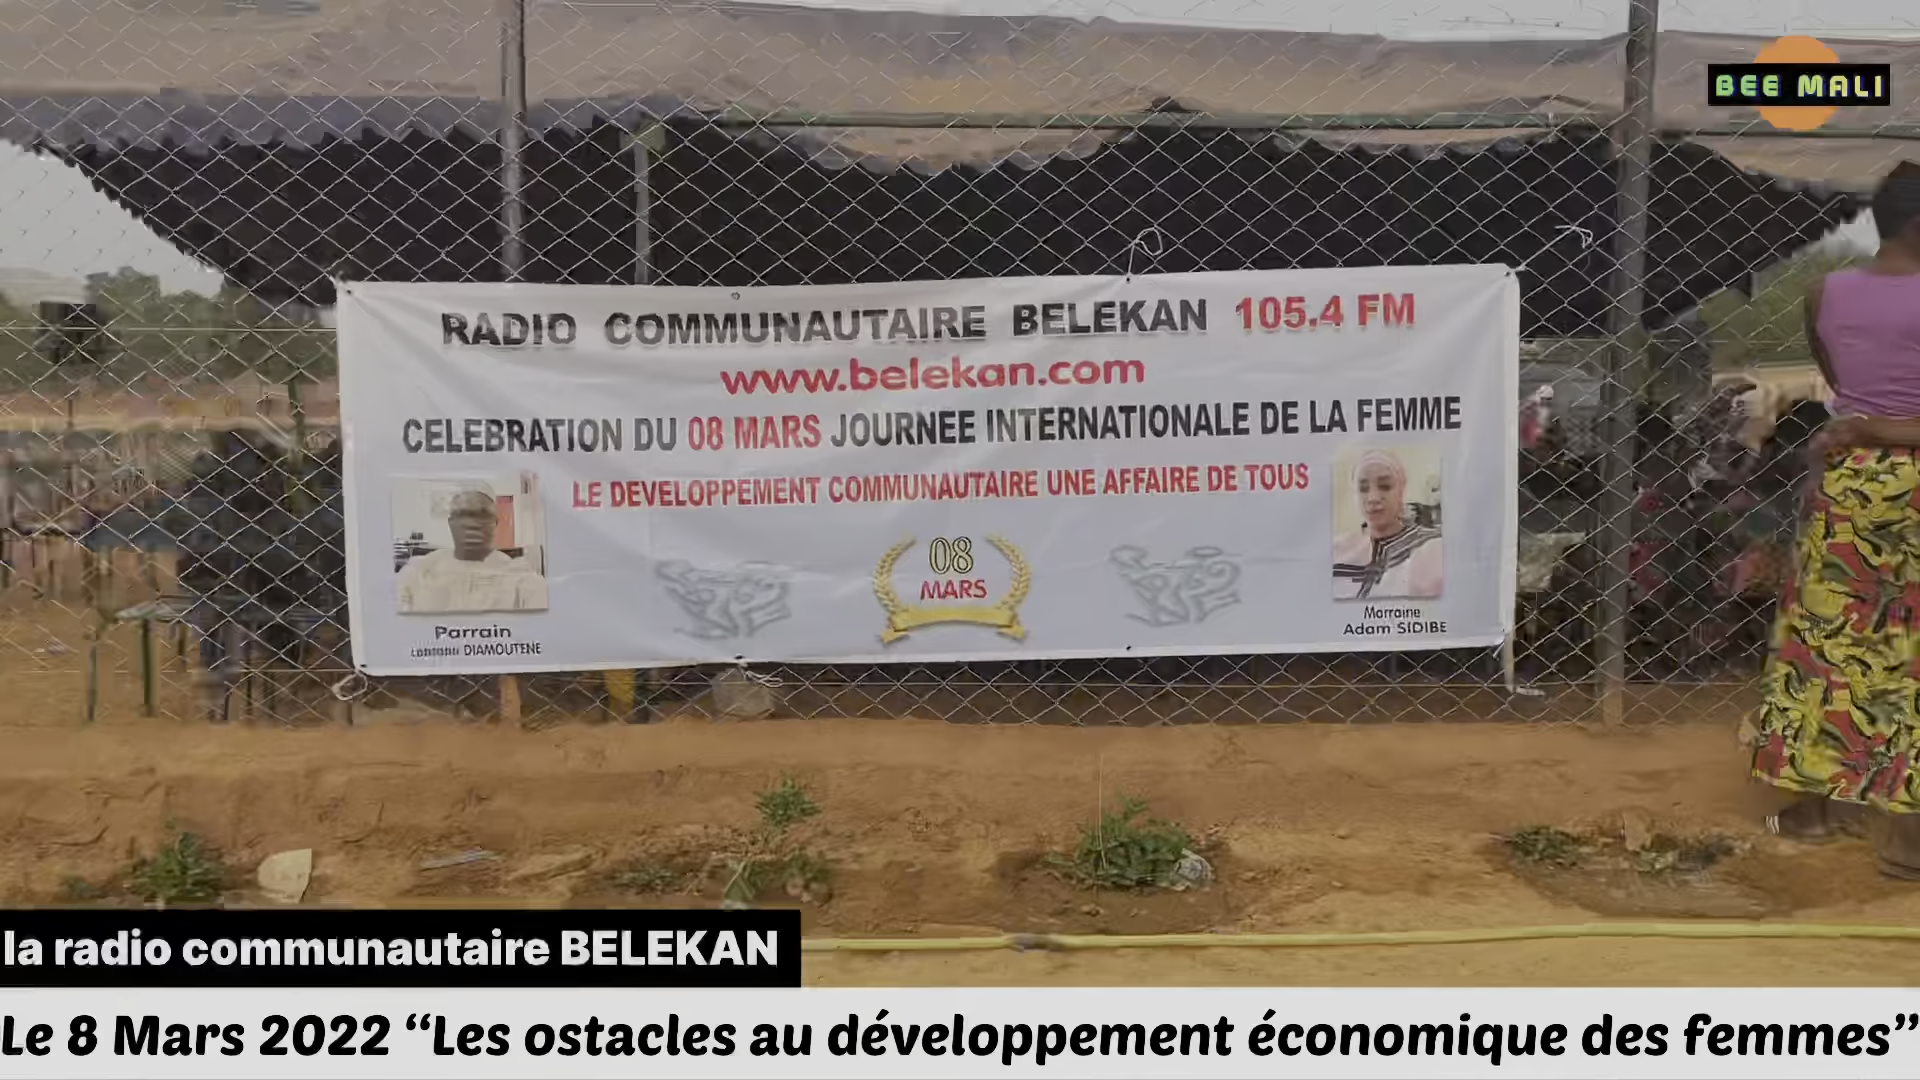 BEE MALI
RADIO COMMUNAUTAIRE BELEKAN 105.4 FM
www.belekan.com
CELEBRATION DU 08 MARS JOURNEE INTERNATIONALE DE LA FEMME
LE DEVELOPPEMENT COMMUNAUTAIRE UNE AFFAIRE DE TOUS
08
MARS
Parrain
DIAMOUTENE
Marraine
Adam SIDIBE
la radio communautaire BELEKAN
Le 8 Mars 2022 “Les ostacles au développement économique des femmes”